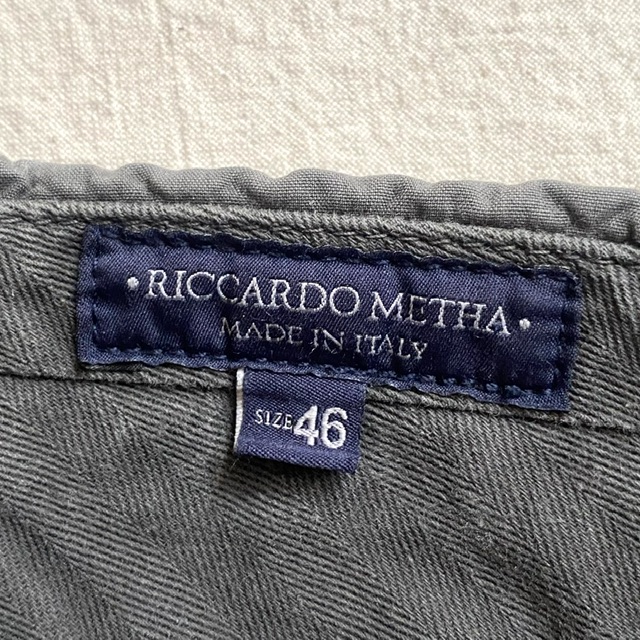 • RICCARDO METHA •
MADE IN ITALY
SIZE 46